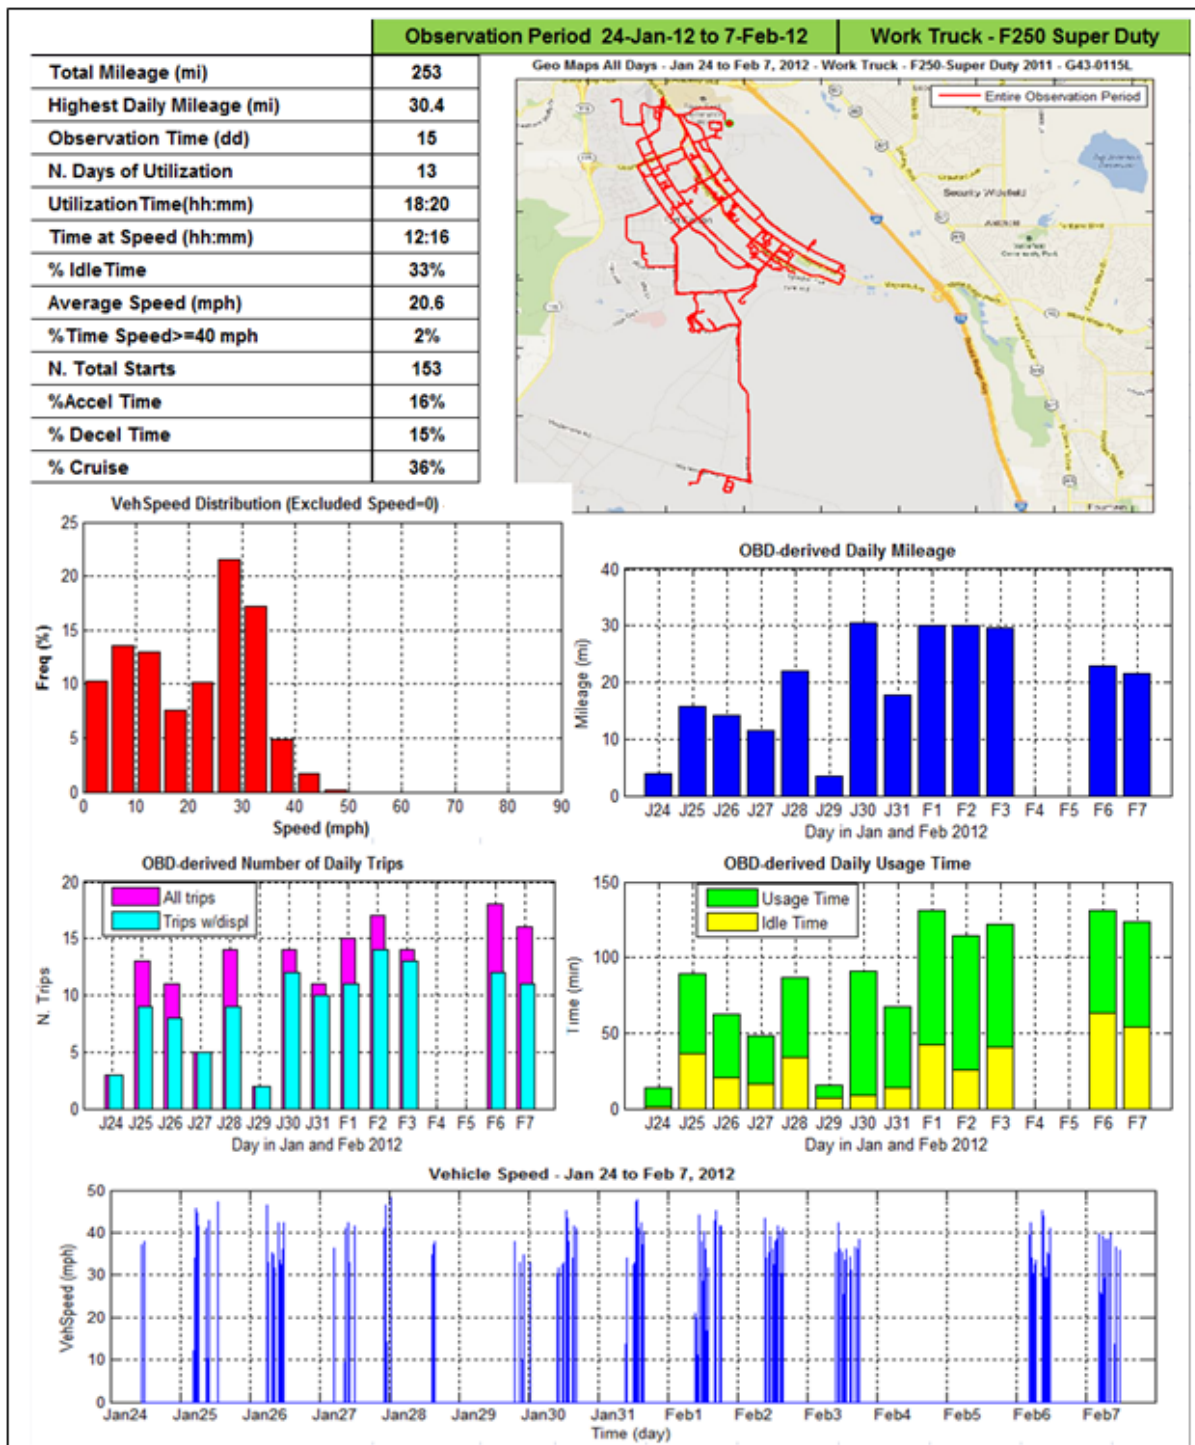 Observation Period 24-Jan-12 to 7-Feb-12 Work Truck - F250 Super Duty
Total Mileage (mi) 253
Highest Daily Mileage (mi) 30.4
Observation Time (dd) 15
N. Days of Utilization 13
UtilizationTime(hh:mm) 18:20
Time at Speed (hh:mm) 12:16
% IdleTime 33%
Average Speed (mph) 20.6
%Time Speed>=40 mph 2%
N. Total Starts 153
%Accel Time 16%
% Decel Time 15%
% Cruise 36%
Geo Maps All Days - Jan 24 to Feb 7, 2012 - Work Truck - F250-Super Duty 2011 - G43-0115L
Entire Observation Period
Security Widefield
VehSpeed Distribution (Excluded Speed=0)
Freq (%)
25
20
15
10
5
0
0 10 20 30 40 50 60 70 80 90
Speed (mph)
OBD-derived Daily Mileage
Mileage (mi)
40
30
20
10
0
J24 J25 J26 J27 J28 J29 J30 J31 F1 F2 F3 F4 F5 F6 F7
Day in Jan and Feb 2012
OBD-derived Number of Daily Trips
All trips
Trips w/displ
N. Trips
20
15
10
5
0
J24 J25 J26 J27 J28 J29 J30 J31 F1 F2 F3 F4 F5 F6 F7
Day in Jan and Feb 2012
OBD-derived Daily Usage Time
Usage Time
Idle Time
Time (min)
150
100
50
0
J24 J25 J26 J27 J28 J29 J30 J31 F1 F2 F3 F4 F5 F6 F7
Day in Jan and Feb 2012
Vehicle Speed - Jan 24 to Feb 7, 2012
VehSpeed (mph)
50
40
30
20
10
0
Jan24 Jan25 Jan26 Jan27 Jan28 Jan29 Jan30 Jan31 Feb1 Feb2 Feb3 Feb4 Feb5 Feb6 Feb7
Time (day)